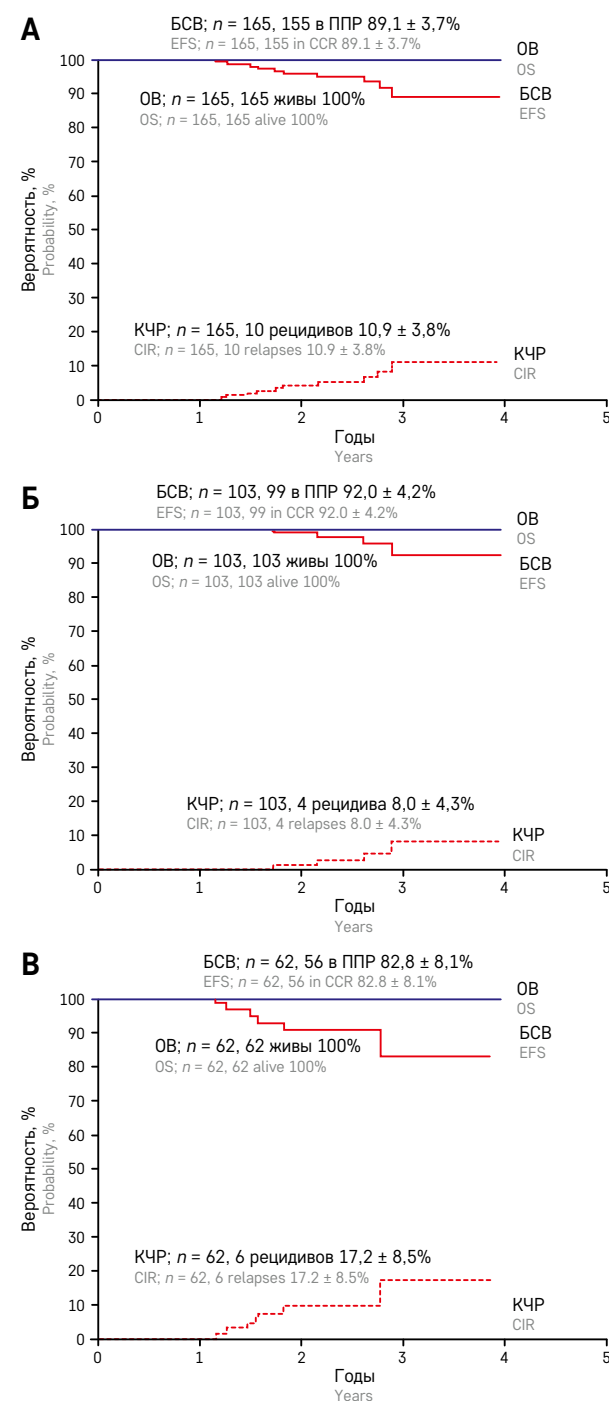 А
БСВ; n = 165, 155 в ППР 89,1 ± 3,7%
EFS; n = 165, 155 in CCR 89.1 ± 3.7%
ОВ
OS
БСВ
EFS
ОВ; n = 165, 165 живы 100%
OS; n = 165, 165 alive 100%
Вероятность, %
Probability, %
100
90
80
70
60
50
40
30
20
10
0
КЧР; n = 165, 10 рецидивов 10,9 ± 3,8%
CIR; n = 165, 10 relapses 10.9 ± 3.8%
КЧР
CIR
0 1 2 3 4 5
Годы
Years
Б
БСВ; n = 103, 99 в ППР 92,0 ± 4,2%
EFS; n = 103, 99 in CCR 92.0 ± 4.2%
ОВ
OS
БСВ
EFS
ОВ; n = 103, 103 живы 100%
OS; n = 103, 103 alive 100%
Вероятность, %
Probability, %
100
90
80
70
60
50
40
30
20
10
0
КЧР; n = 103, 4 рецидива 8,0 ± 4,3%
CIR; n = 103, 4 relapses 8.0 ± 4.3%
КЧР
CIR
0 1 2 3 4 5
Годы
Years
В
БСВ; n = 62, 56 в ППР 82,8 ± 8,1%
EFS; n = 62, 56 in CCR 82.8 ± 8.1%
ОВ
OS
БСВ
EFS
ОВ; n = 62, 62 живы 100%
OS; n = 62, 62 alive 100%
Вероятность, %
Probability, %
100
90
80
70
60
50
40
30
20
10
0
КЧР; n = 62, 6 рецидивов 17,2 ± 8,5%
CIR; n = 62, 6 relapses 17.2 ± 8.5%
КЧР
CIR
0 1 2 3 4 5
Годы
Years